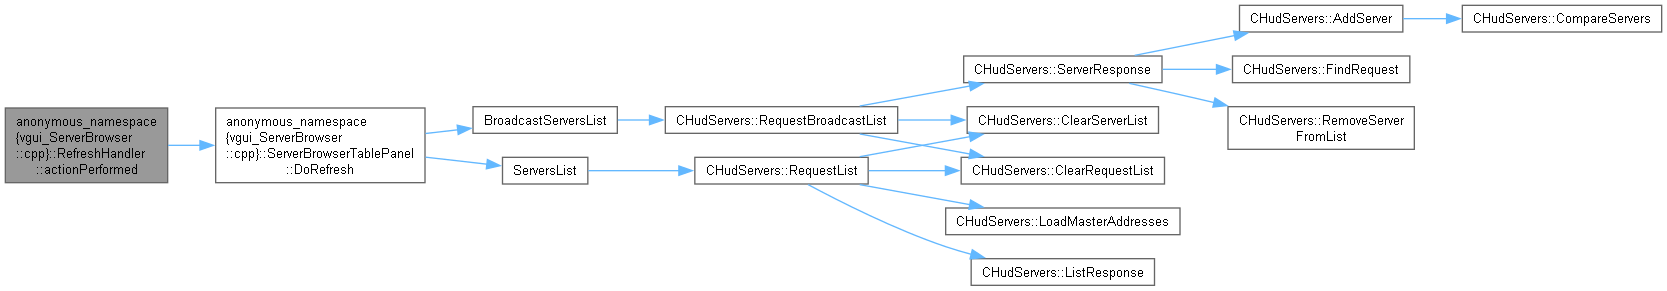 anonymous_namespace
{vgui_ServerBrowser
::cpp}::RefreshHandler
::actionPerformed
anonymous_namespace
{vgui_ServerBrowser
::cpp}::ServerBrowserTablePanel
::DoRefresh
BroadcastServersList
ServersList
CHudServers::RequestBroadcastList
CHudServers::RequestList
CHudServers::ServerResponse
CHudServers::ClearServerList
CHudServers::ClearRequestList
CHudServers::LoadMasterAddresses
CHudServers::ListResponse
CHudServers::AddServer
CHudServers::FindRequest
CHudServers::RemoveServer
FromList
CHudServers::CompareServers